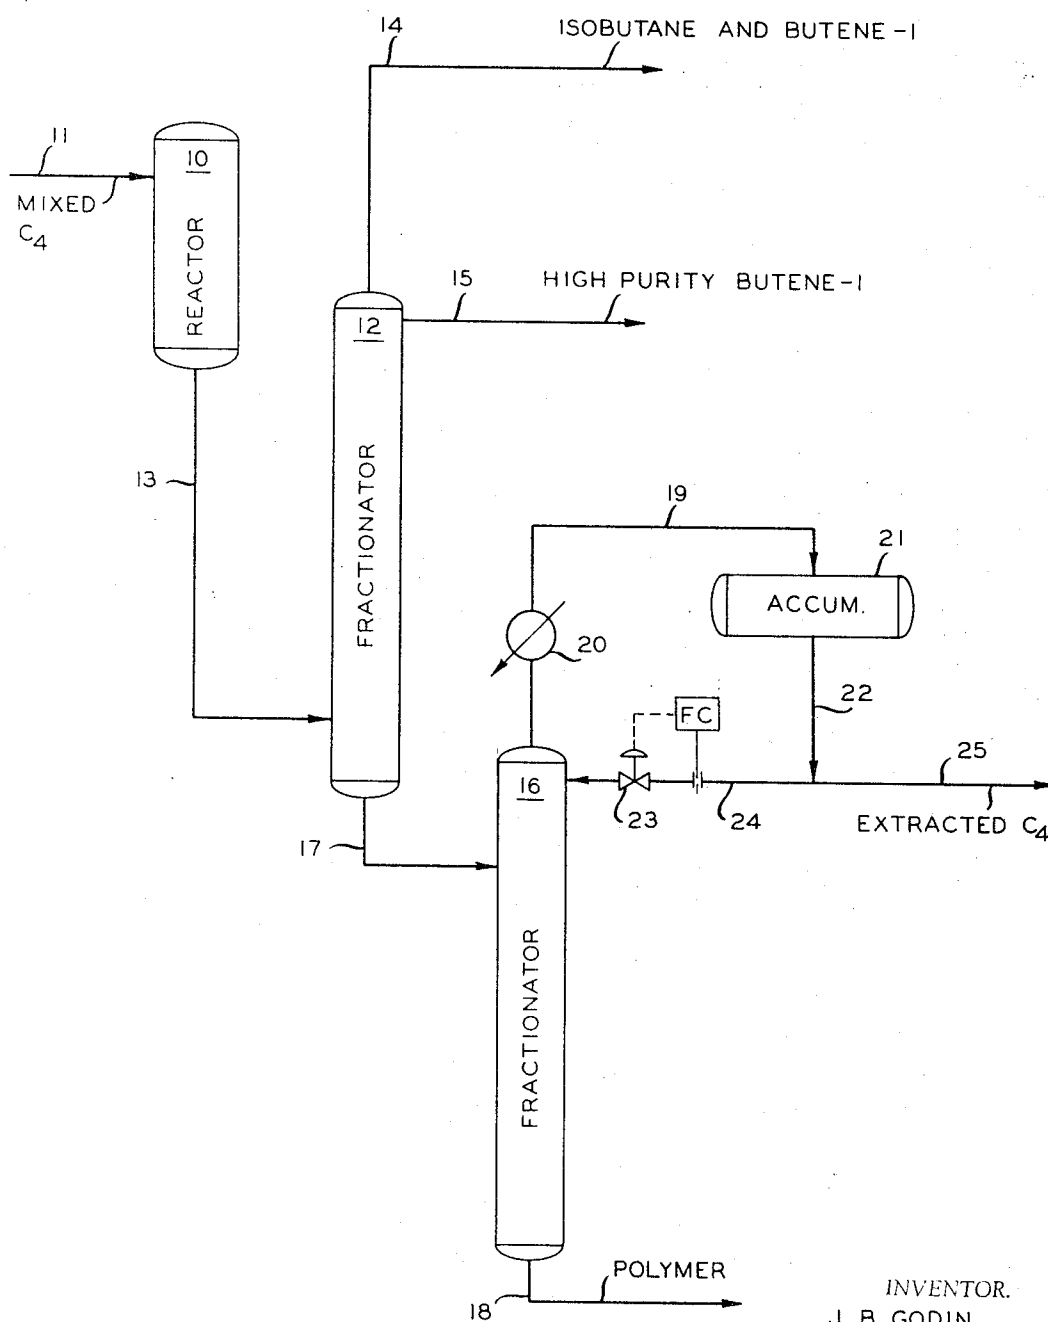 14
ISOBUTANE AND BUTENE-1
11
10
MIXED
C4
REACTOR
15
HIGH PURITY BUTENE-1
12
13
FRACTIONATOR
19
21
ACCUM.
20
22
FC
25
16
23
24
EXTRACTED C4
17
FRACTIONATOR
POLYMER
18
INVENTOR.
J. B. GODIN